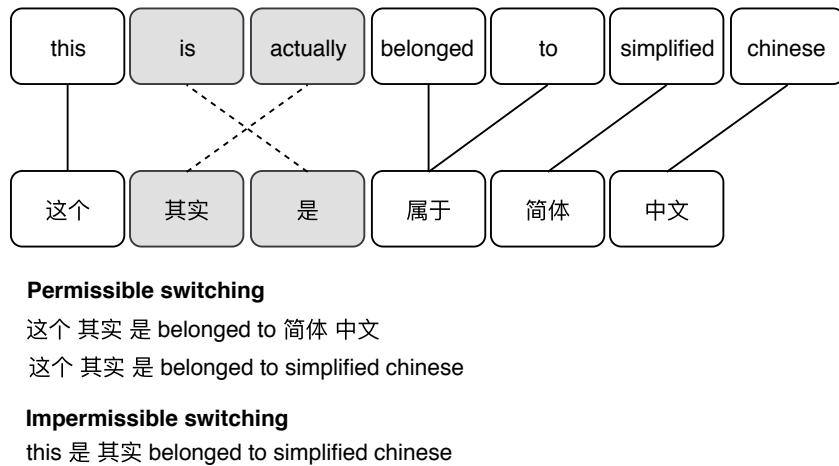 this is actually belonged to simplified chinese
这个 其实 是 属于 简体 中文
Permissible switching
这个 其实 是 belonged to 简体 中文
这个 其实 是 belonged to simplified chinese
Impermissible switching
this 是 其实 belonged to simplified chinese